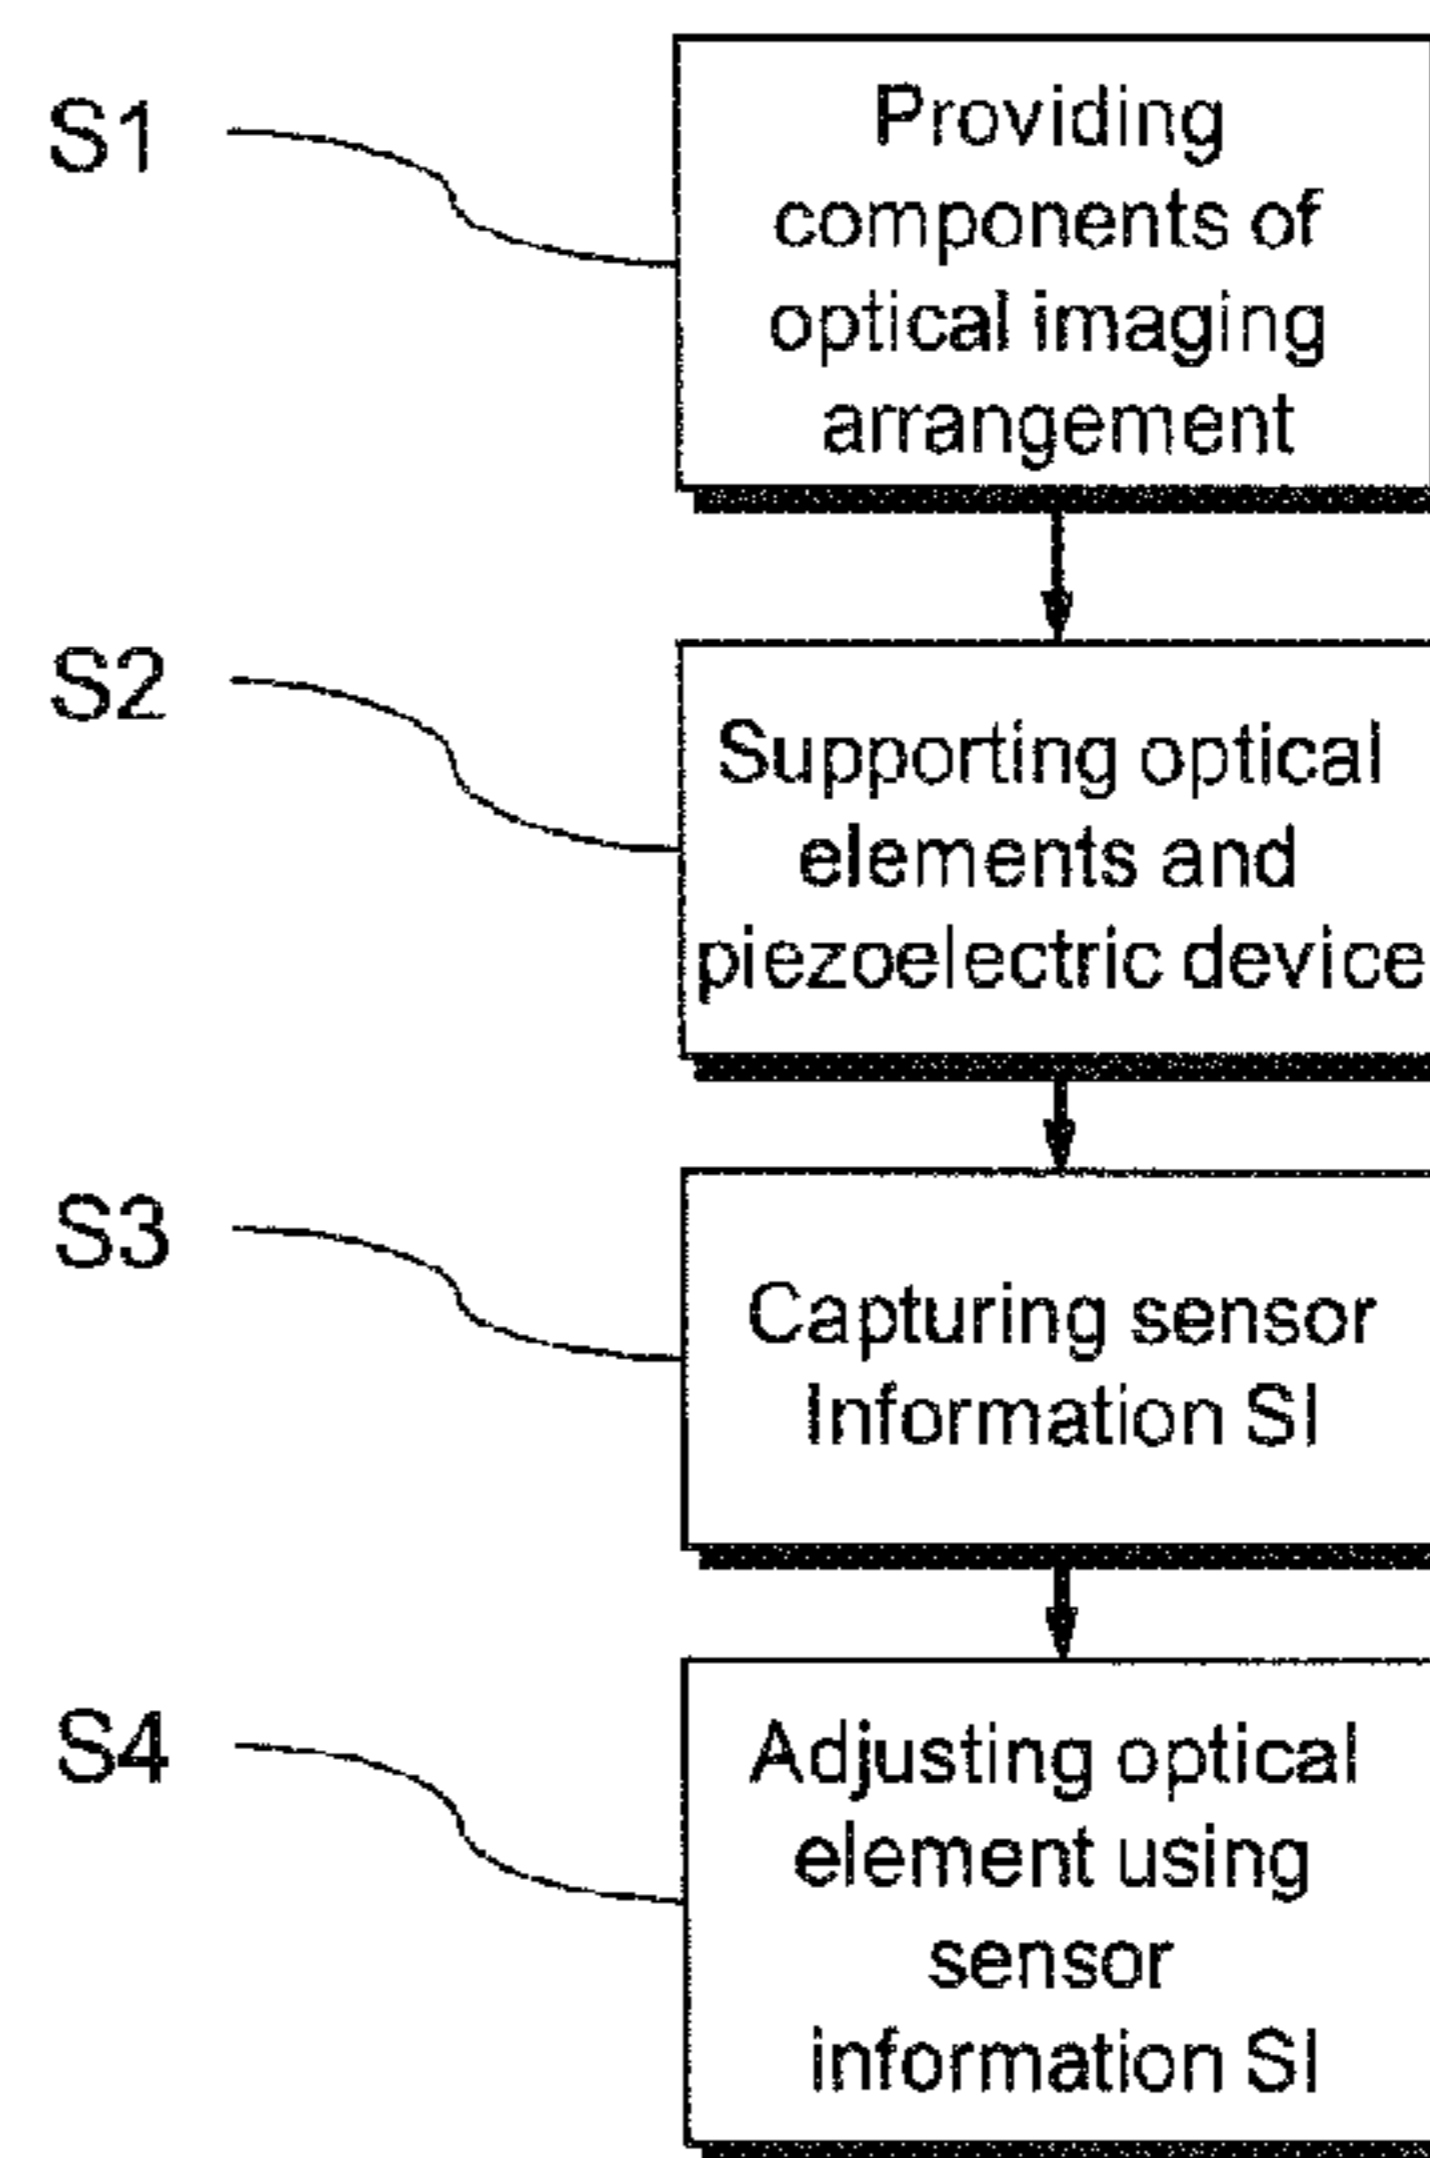 S1
Providing
components of
optical imaging
arrangement
S2
Supporting optical
elements and
piezoelectric device
S3
Capturing sensor
Information SI
S4
Adjusting optical
element using
sensor
information SI